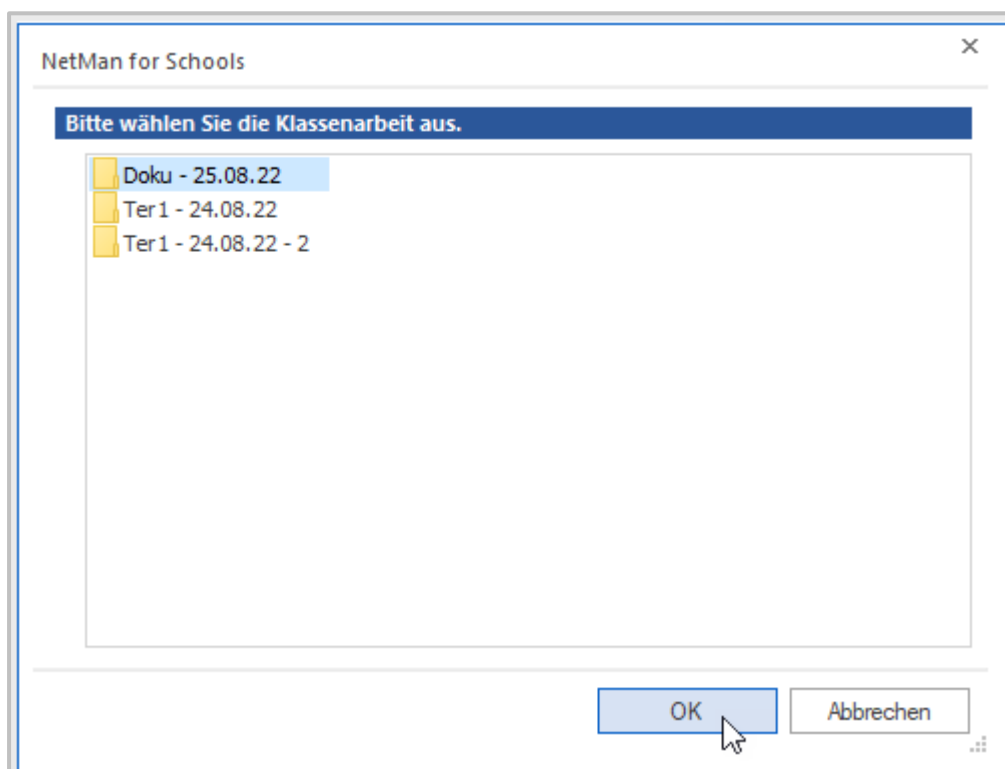 NetMan for Schools
Bitte wählen Sie die Klassenarbeit aus.
Doku - 25.08.22
Ter1 - 24.08.22
Ter1 - 24.08.22 - 2
OK
Abbrechen